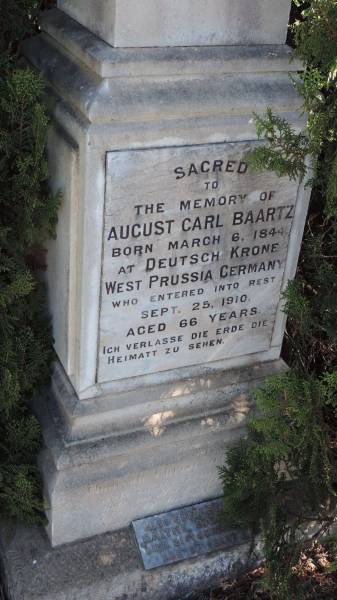 SACRED
TO
THE MEMORY OF
AUGUST CARL BAARTZ
BORN MARCH 6, 1844
AT DEUTSCH KRONE
WEST PRUSSIA GERMANY
WHO ENTERED INTO REST
SEPT. 25, 1910.
AGED 66 YEARS.
ICH VERLASSE DIE ERDE DIE
HEIMATT ZU SEHEN.